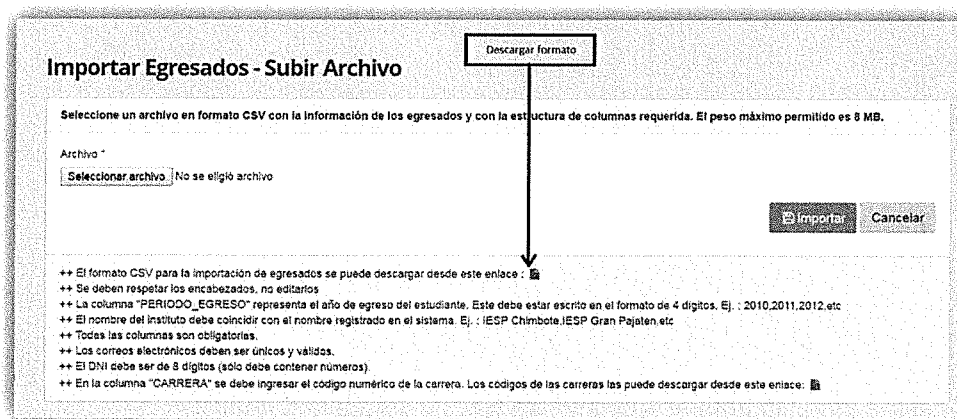 Descargar formato
Importar Egresados - Subir Archivo
Seleccione un archivo en formato CSV con la información de los egresados y con la estructura de columnas requerida. El peso máximo permitido es 8 MB.
Archivo *
Seleccionar archivo No se eligió archivo
Importar Cancelar
++ El formato CSV para la importación de egresados se puede descargar desde este enlace :
++ Se deben respetar los encabezados, no editarlos
++ La columna "PERIODO_EGRESO" representa el año de egreso del estudiante. Este debe estar escrito en el formato de 4 dígitos. Ej. : 2010,2011,2012,etc
++ El nombre del instituto debe coincidir con el nombre registrado en el sistema. Ej. : IESP Chimbote,IESP Gran Pajaten,etc
++ Todas las columnas son obligatorias.
++ Los correos electrónicos deben ser únicos y válidos.
++ El DNI debe ser de 8 dígitos (solo debe contener números).
++ En la columna "CARRERA" se debe ingresar el código numérico de la carrera. Los códigos de las carreras las puede descargar desde este enlace: